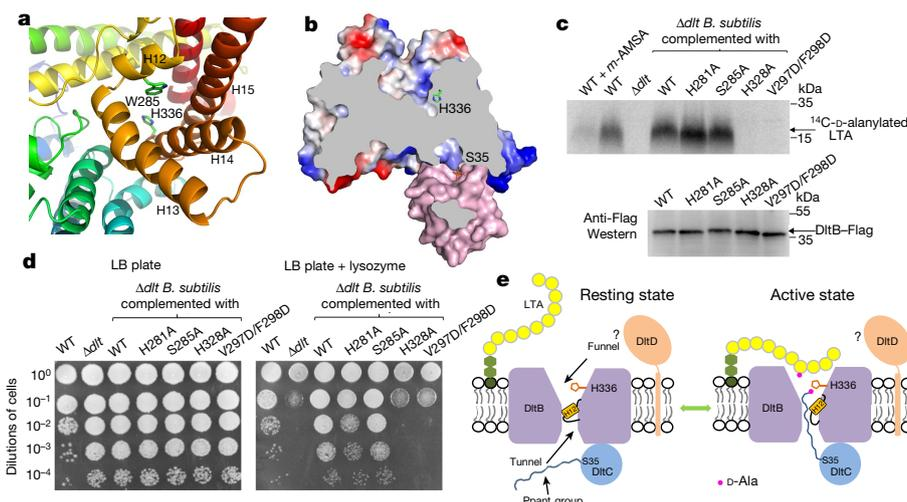 a
H12
W285
H336
H15
H14
H13
b
H336
S35
c
Δdlt B. subtilis
complemented with
WT + m-AMSA
WT
Δdlt
WT
H281A
S285A
H328A
V297D/F298D
kDa
35
15
14C-D-alanylated
LTA
WT
H281A
S285A
H328A
V297D/F298D
kDa
55
35
Anti-Flag
Western
DltB–Flag
d
LB plate
Δdlt B. subtilis
complemented with
WT
Δdlt
WT
H281A
S285A
H328A
V297D/F298D
LB plate + lysozyme
Δdlt B. subtilis
complemented with
WT
Δdlt
WT
H281A
S285A
H328A
V297D/F298D
Dilutions of cells
10⁰
10⁻¹
10⁻²
10⁻³
10⁻⁴
e
Resting state
Active state
LTA
Funnel
?
DltD
H336
DltB
H12
Tunnel
S35
DltC
Ppant group
?
DltD
H336
DltB
H12
S35
DltC
D-Ala